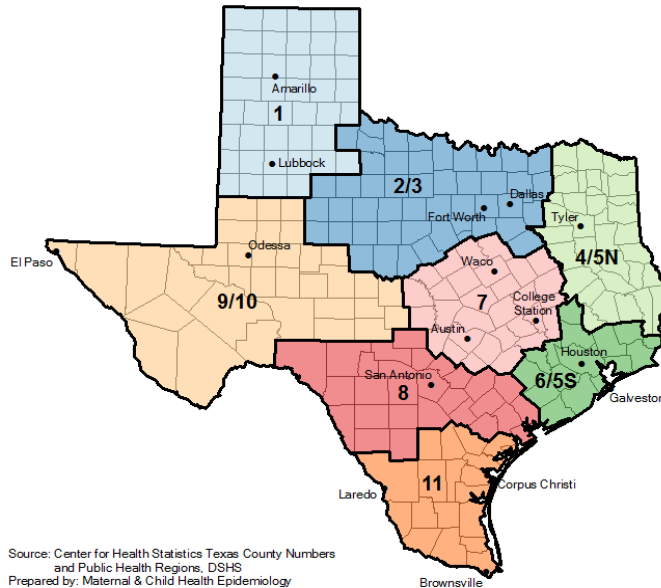 Amarillo
1
Lubbock
2/3
Dallas
Fort Worth
Tyler
4/5N
Odessa
El Paso
9/10
Waco
7
College
Station
Austin
Houston
6/5S
Galveston
San Antonio
8
11
Laredo
Corpus Christi
Brownsville
Source: Center for Health Statistics Texas County Numbers
and Public Health Regions, DSHS
Prepared by: Maternal & Child Health Epidemiology